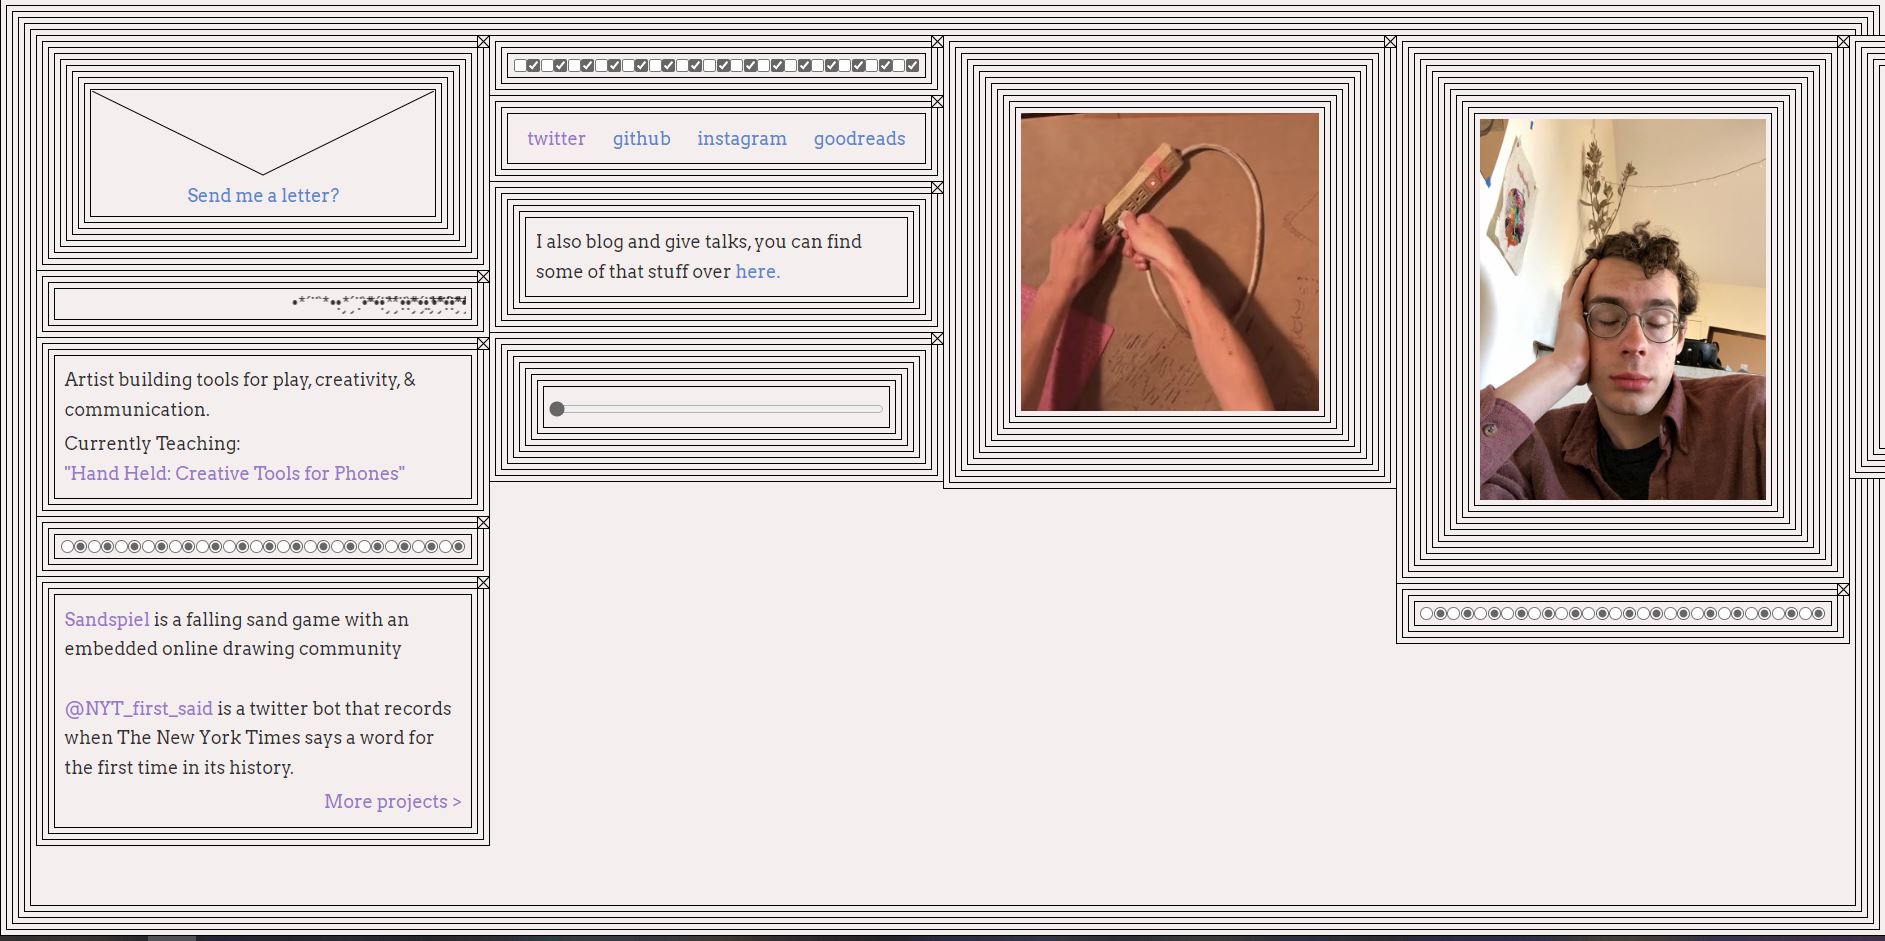 Send me a letter?
Artist building tools for play, creativity, &
communication.
Currently Teaching:
"Hand Held: Creative Tools for Phones"
Sandspiel is a falling sand game with an
embedded online drawing community
@NYT_first_said is a twitter bot that records
when The New York Times says a word for
the first time in its history.
More projects >
twitter github instagram goodreads
I also blog and give talks, you can find
some of that stuff over here.